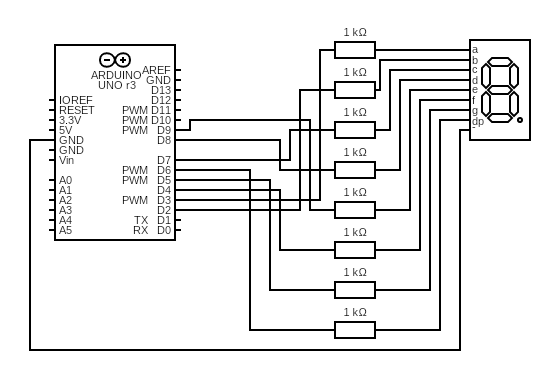 1 kΩ
1 kΩ
1 kΩ
1 kΩ
1 kΩ
1 kΩ
1 kΩ
1 kΩ
ARDUINO
UNO r3
IOREF
RESET
3.3V
5V
GND
GND
Vin
A0
A1
A2
A3
A4
A5
AREF
GND
D13
D12
PWM D11
PWM D10
PWM D9
D8
D7
PWM D6
PWM D5
D4
PWM D3
D2
TX D1
RX D0
a
b
c
d
e
f
g
dp
-